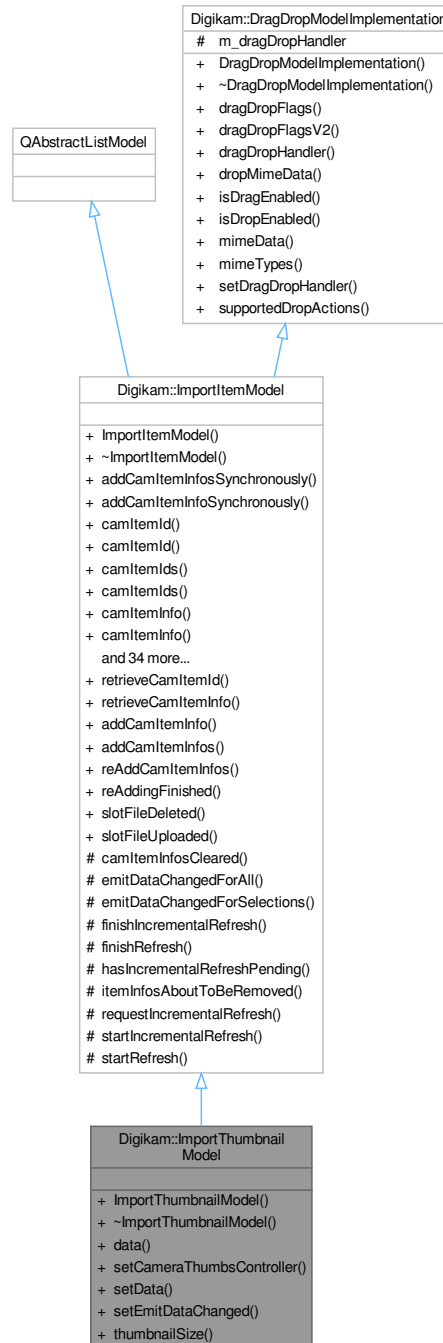 Digikam::DragDropModelImplementation
# m_dragDropHandler
+ DragDropModelImplementation()
+ ~DragDropModelImplementation()
+ dragDropFlags()
+ dragDropFlagsV2()
+ dragDropHandler()
+ dropMimeData()
+ isDragEnabled()
+ isDropEnabled()
+ mimeData()
+ mimeTypes()
+ setDragDropHandler()
+ supportedDropActions()
QAbstractListModel
Digikam::ImportItemModel
+ ImportItemModel()
+ ~ImportItemModel()
+ addCamItemInfosSynchronously()
+ addCamItemInfoSynchronously()
+ camItemId()
+ camItemId()
+ camItemIds()
+ camItemIds()
+ camItemInfo()
+ camItemInfo()
and 34 more...
+ retrieveCamItemId()
+ retrieveCamItemInfo()
+ addCamItemInfo()
+ addCamItemInfos()
+ reAddCamItemInfos()
+ reAddingFinished()
+ slotFileDeleted()
+ slotFileUploaded()
# camItemInfosCleared()
# emitDataChangedForAll()
# emitDataChangedForSelections()
# finishIncrementalRefresh()
# finishRefresh()
# hasIncrementalRefreshPending()
# itemInfosAboutToBeRemoved()
# requestIncrementalRefresh()
# startIncrementalRefresh()
# startRefresh()
Digikam::ImportThumbnail
Model
+ ImportThumbnailModel()
+ ~ImportThumbnailModel()
+ data()
+ setCameraThumbsController()
+ setData()
+ setEmitDataChanged()
+ thumbnailSize()